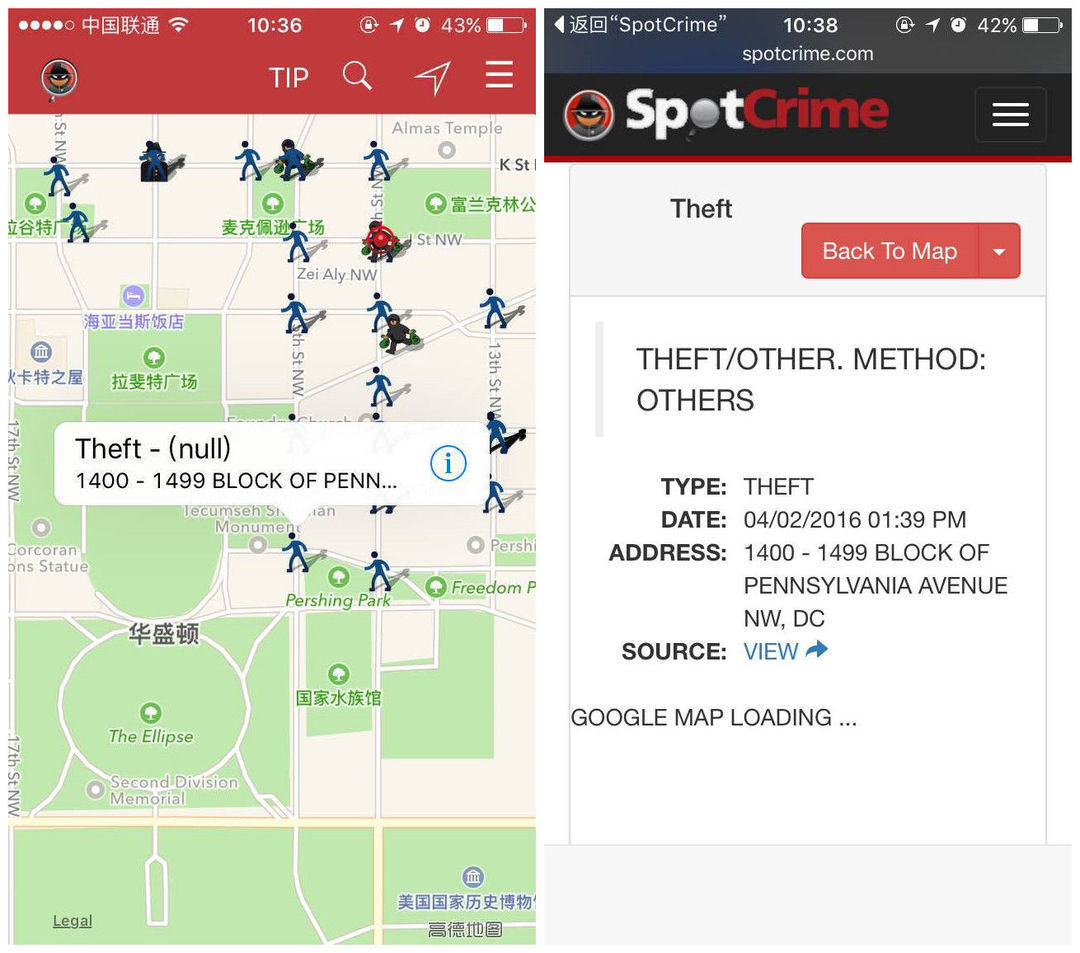 中国联通
10:36
43%
TIP
Almas Temple
K St
富兰克林公
麦克佩逊广场
拉谷特广
J St NW
Zei Aly NW
海亚当斯饭店
卡特之屋
拉斐特广场
13th St NW
17th St NW
Theft - (null)
1400 - 1499 BLOCK OF PENN...
Tecumseh
Monument
Corcoran
ons Statue
Pershi
Pershing Park
Freedom P
华盛顿
国家水族馆
The Ellipse
17th St NW
Second Division
Memorial
美国国家历史博物
Legal
高德地图
返回“SpotCrime”
10:38
42%
spotcrime.com
SpotCrime
Theft
Back To Map
THEFT/OTHER. METHOD:
OTHERS
TYPE: THEFT
DATE: 04/02/2016 01:39 PM
ADDRESS: 1400 - 1499 BLOCK OF
PENNSYLVANIA AVENUE
NW, DC
SOURCE: VIEW
GOOGLE MAP LOADING ...